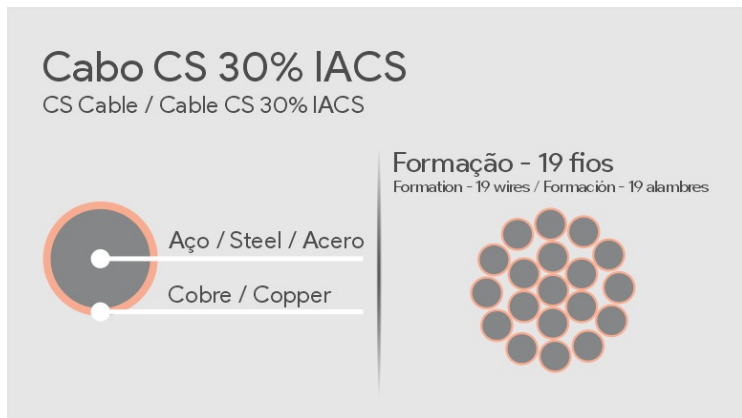 Cabo CS 30% IACS
CS Cable / Cable CS 30% IACS
Formação - 19 fios
Formation - 19 wires / Formación - 19 alambres
Aço / Steel / Acero
Cobre / Copper